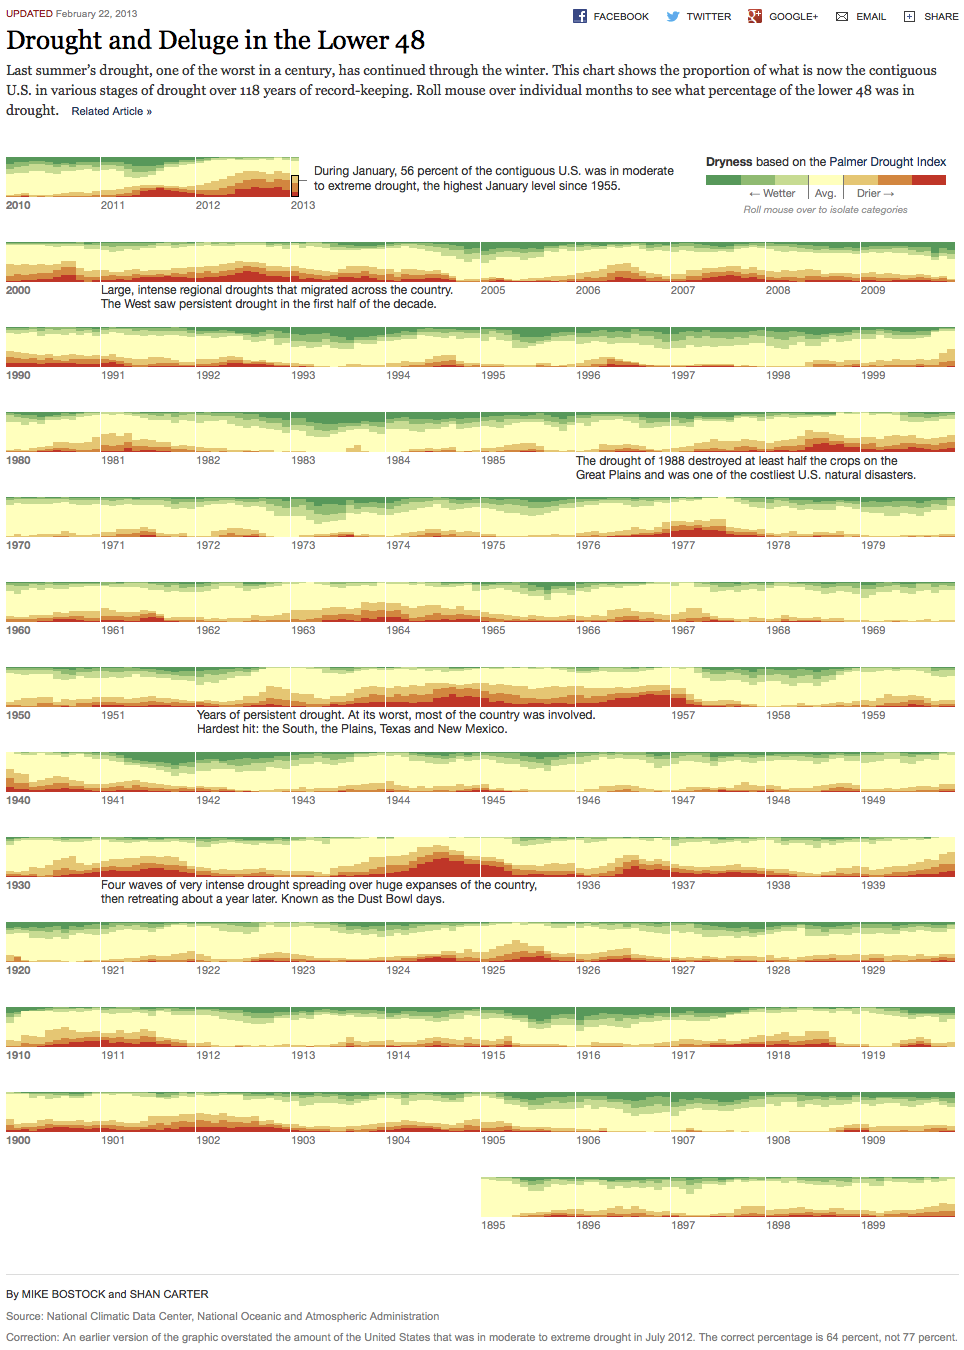 UPDATED February 22, 2013
FACEBOOK TWITTER GOOGLE+ EMAIL SHARE
Drought and Deluge in the Lower 48
Last summer's drought, one of the worst in a century, has continued through the winter. This chart shows the proportion of what is now the contiguous
U.S. in various stages of drought over 118 years of record-keeping. Roll mouse over individual months to see what percentage of the lower 48 was in
drought. Related Article »
During January, 56 percent of the contiguous U.S. was in moderate
to extreme drought, the highest January level since 1955.
Dryness based on the Palmer Drought Index
← Wetter Avg. Drier →
Roll mouse over to isolate categories
2010 2011 2012 2013
2000 2005 2006 2007 2008 2009
Large, intense regional droughts that migrated across the country.
The West saw persistent drought in the first half of the decade.
1990 1991 1992 1993 1994 1995 1996 1997 1998 1999
1980 1981 1982 1983 1984 1985
The drought of 1988 destroyed at least half the crops on the
Great Plains and was one of the costliest U.S. natural disasters.
1970 1971 1972 1973 1974 1975 1976 1977 1978 1979
1960 1961 1962 1963 1964 1965 1966 1967 1968 1969
1950 1951 1957 1958 1959
Years of persistent drought. At its worst, most of the country was involved.
Hardest hit: the South, the Plains, Texas and New Mexico.
1940 1941 1942 1943 1944 1945 1946 1947 1948 1949
1930 1936 1937 1938 1939
Four waves of very intense drought spreading over huge expanses of the country,
then retreating about a year later. Known as the Dust Bowl days.
1920 1921 1922 1923 1924 1925 1926 1927 1928 1929
1910 1911 1912 1913 1914 1915 1916 1917 1918 1919
1900 1901 1902 1903 1904 1905 1906 1907 1908 1909
1895 1896 1897 1898 1899
By MIKE BOSTOCK and SHAN CARTER
Source: National Climatic Data Center, National Oceanic and Atmospheric Administration
Correction: An earlier version of the graphic overstated the amount of the United States that was in moderate to extreme drought in July 2012. The correct percentage is 64 percent, not 77 percent.